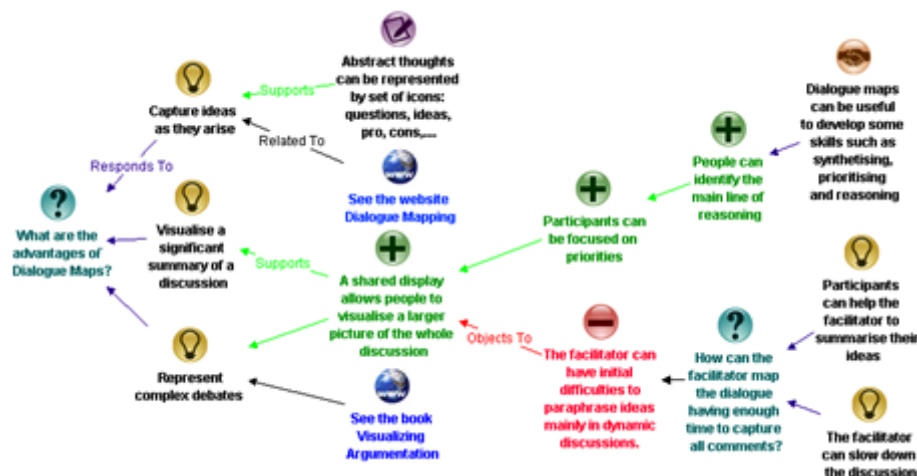 Abstract thoughts
can be represented
by set of icons:
questions, ideas,
pro, cons,....
Supports
Capture ideas
as they arise
Related To
Responds To
WWW
See the website
Dialogue Mapping
What are the
advantages of
Dialogue Maps?
Visualise a
significant
summary of a
discussion
Supports
A shared display
allows people to
visualise a larger
picture of the whole
discussion
Participants can
be focused on
priorities
People can
identify the
main line of
reasoning
Dialogue maps
can be useful
to develop some
skills such as
synthetising,
prioritising
and reasoning
Represent
complex debates
WWW
See the book
Visualizing
Argumentation
Objects To
The facilitator can
have initial
difficulties to
paraphrase ideas
mainly in dynamic
discussions.
How can the
facilitator map
the dialogue
having enough
time to capture
all comments?
Participants
can help the
facilitator to
summarise their
ideas
The facilitator
can slow down
the discussion